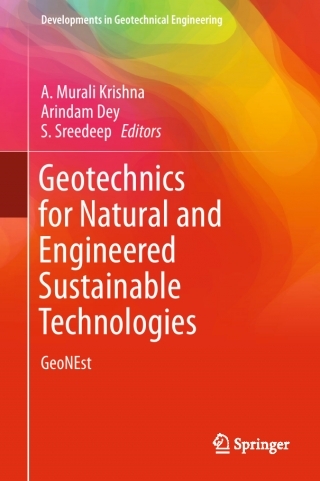 Developments in Geotechnical Engineering
A. Murali Krishna
Arindam Dey
S. Sreedeep Editors
Geotechnics
for Natural and
Engineered
Sustainable
Technologies
GeoNEst
Springer